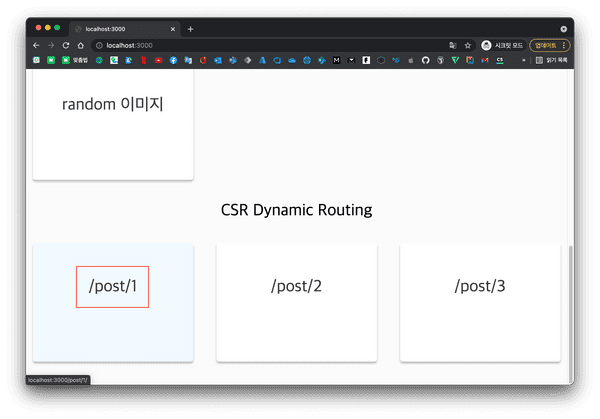 localhost:3000
localhost:3000
시크릿 모드
업데이트
맞춤법
읽기 목록
random 이미지
CSR Dynamic Routing
/post/1
/post/2
/post/3
localhost:3000/post/1/